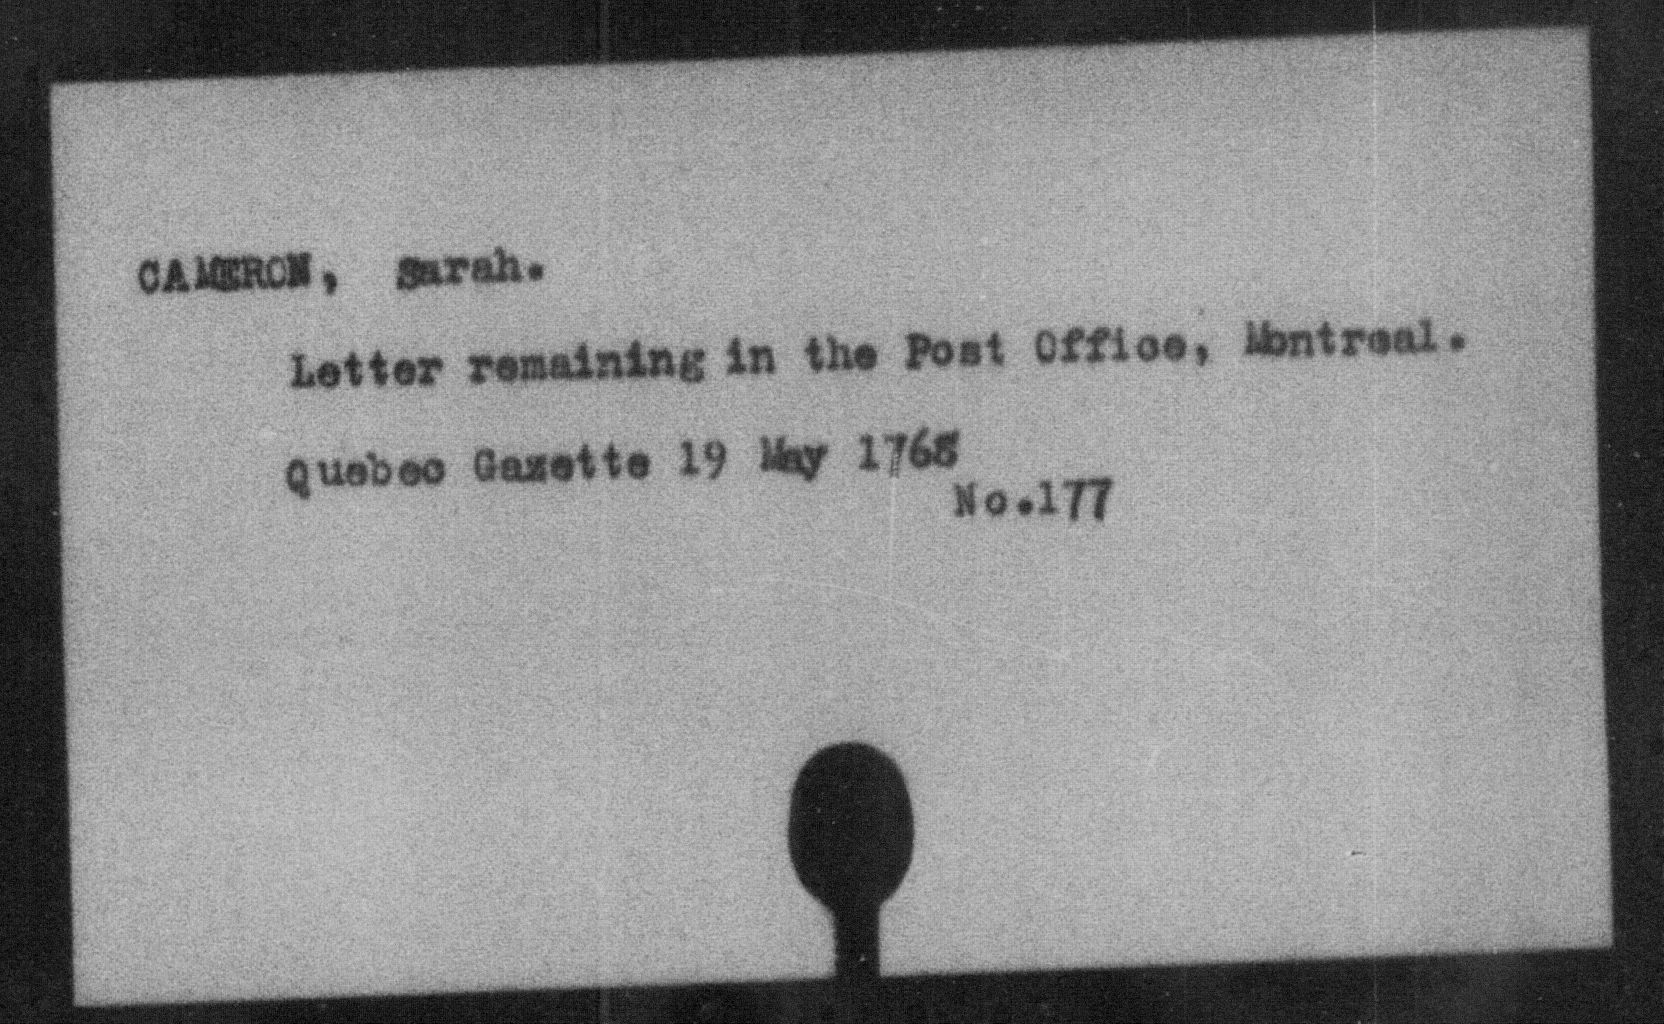 CAMERON, Sarah.
Letter remaining in the Post Office, Montreal.
Quebec Gazette 19 May 1768
No.177